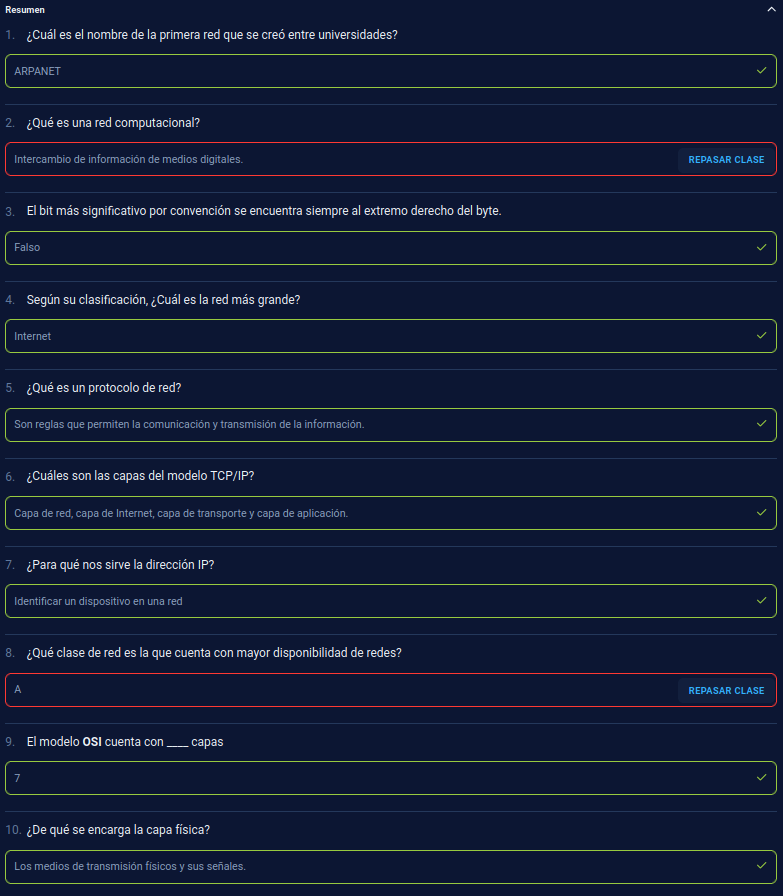 Resumen
1. ¿Cuál es el nombre de la primera red que se creó entre universidades?
ARPANET
2. ¿Qué es una red computacional?
Intercambio de información de medios digitales. REPASAR CLASE
3. El bit más significativo por convención se encuentra siempre al extremo derecho del byte.
Falso
4. Según su clasificación, ¿Cuál es la red más grande?
Internet
5. ¿Qué es un protocolo de red?
Son reglas que permiten la comunicación y transmisión de la información.
6. ¿Cuáles son las capas del modelo TCP/IP?
Capa de red, capa de Internet, capa de transporte y capa de aplicación.
7. ¿Para qué nos sirve la dirección IP?
Identificar un dispositivo en una red
8. ¿Qué clase de red es la que cuenta con mayor disponibilidad de redes?
A REPASAR CLASE
9. El modelo OSI cuenta con ____ capas
7
10. ¿De qué se encarga la capa física?
Los medios de transmisión físicos y sus señales.